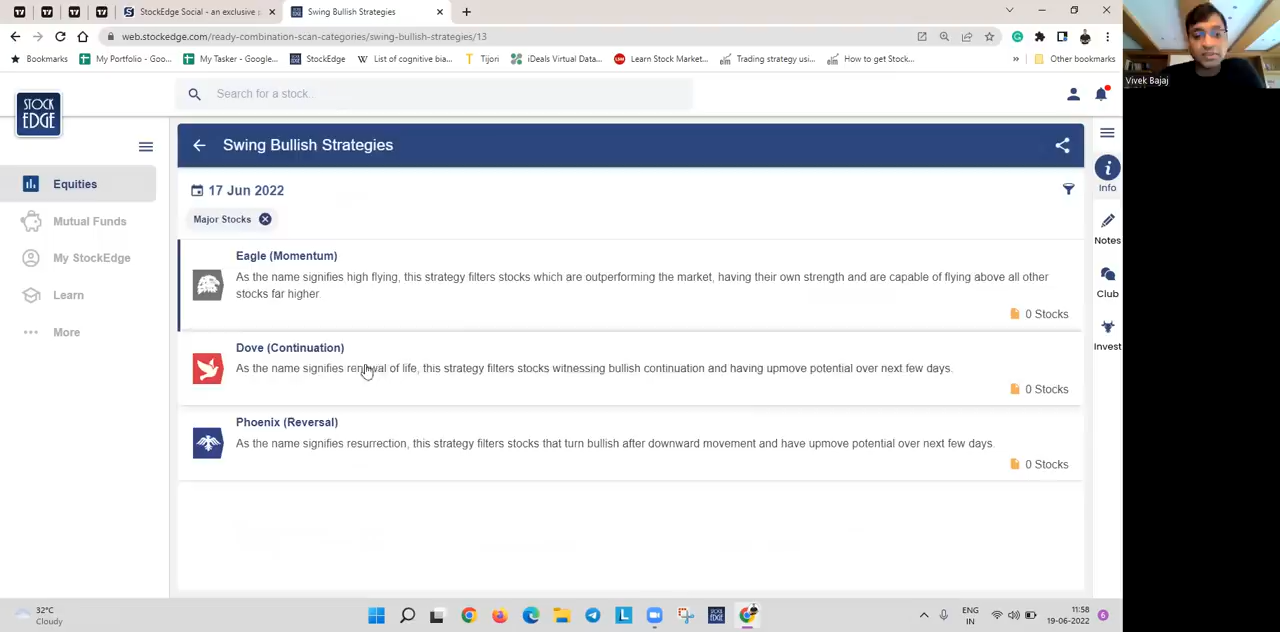 StockEdge Social - an exclusive p
Swing Bullish Strategies
web.stockedge.com/ready-combination-scan-categories/swing-bullish-strategies/13
Bookmarks
My Portfolio - Goo...
My Tasker - Google...
StockEdge
List of cognitive bia...
Tijori
iDeals Virtual Data...
Learn Stock Market...
Trading strategy usi...
How to get Stock...
»
Other bookmarks
Vivek Bajaj
STOCK
EDGE
Search for a stock..
Equities
Mutual Funds
My StockEdge
Learn
More
Swing Bullish Strategies
17 Jun 2022
Major Stocks
Eagle (Momentum)
As the name signifies high flying, this strategy filters stocks which are outperforming the market, having their own strength and are capable of flying above all other
stocks far higher
0 Stocks
Dove (Continuation)
As the name signifies renewal of life, this strategy filters stocks witnessing bullish continuation and having upmove potential over next few days.
0 Stocks
Phoenix (Reversal)
As the name signifies resurrection, this strategy filters stocks that turn bullish after downward movement and have upmove potential over next few days.
0 Stocks
Info
Notes
Club
Invest
32°C
Cloudy
ENG
IN
11:58
19-06-2022
6